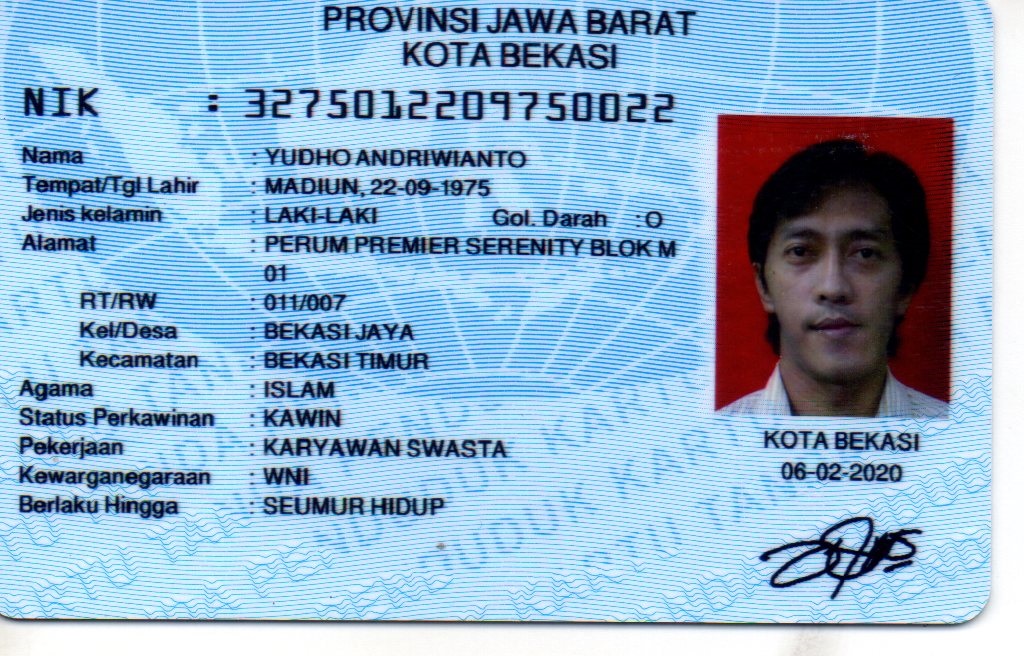 PROVINSI JAWA BARAT
KOTA BEKASI
NIK : 3275012209750022
Nama : YUDHO ANDRIWIANTO
Tempat/Tgl Lahir : MADIUN, 22-09-1975
Jenis kelamin : LAKI-LAKI Gol. Darah : O
Alamat : PERUM PREMIER SERENITY BLOK M
01
RT/RW : 011/007
Kel/Desa : BEKASI JAYA
Kecamatan : BEKASI TIMUR
Agama : ISLAM
Status Perkawinan : KAWIN
Pekerjaan : KARYAWAN SWASTA
Kewarganegaraan : WNI
Berlaku Hingga : SEUMUR HIDUP
KOTA BEKASI
06-02-2020